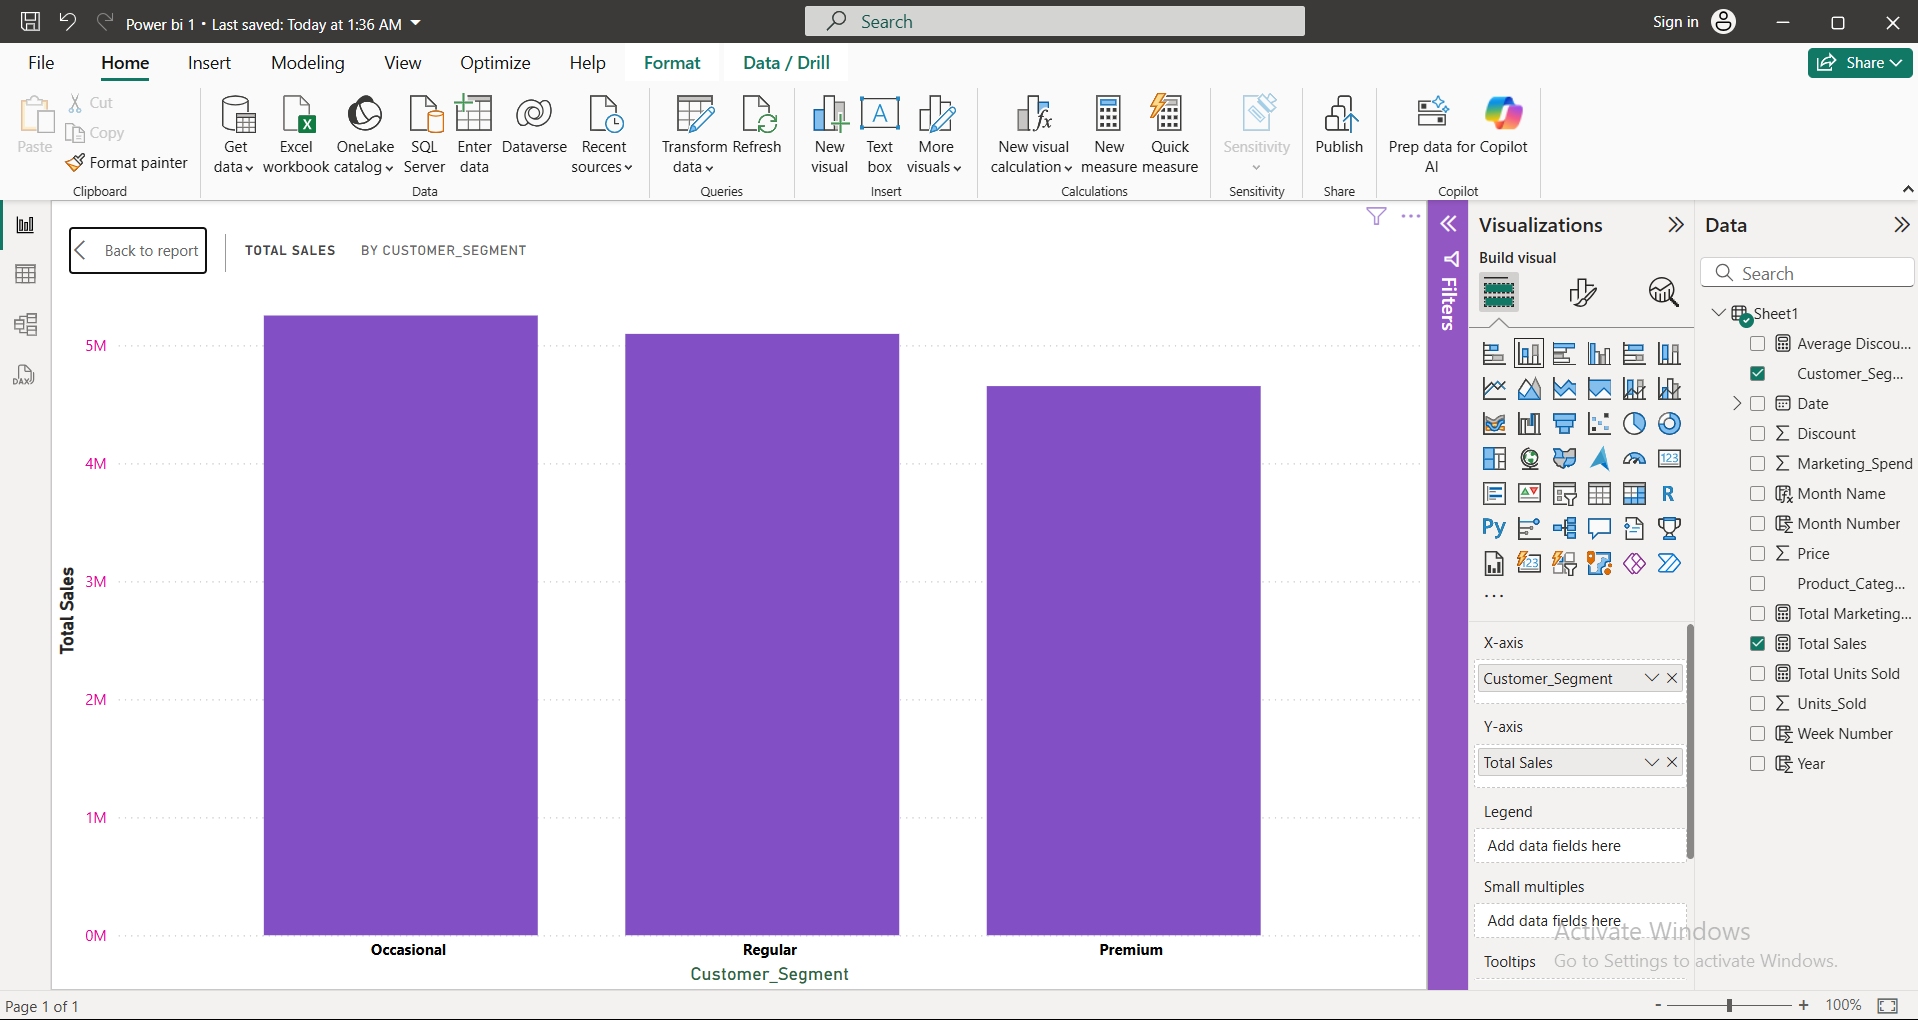 Power bi 1 • Last saved: Today at 1:36 AM
Search
Sign in
File Home Insert Modeling View Optimize Help Format Data / Drill
Share
Paste
Cut
Copy
Format painter
Clipboard
Get data
Excel workbook
OneLake catalog
SQL Server
Enter data
Dataverse
Recent sources
Data
Transform data
Refresh
Queries
New visual
Text box
More visuals
Insert
New visual calculation
New measure
Quick measure
Calculations
Sensitivity
Sensitivity
Publish
Share
Prep data for AI
Copilot
Copilot
Back to report
TOTAL SALES BY CUSTOMER_SEGMENT
5M
4M
3M
2M
1M
0M
Total Sales
Occasional Regular Premium
Customer_Segment
Filters
Visualizations
Build visual
123
R
Py
123
...
X-axis
Customer_Segment
Y-axis
Total Sales
Legend
Add data fields here
Small multiples
Add data fields here
Tooltips
Data
Search
Sheet1
Average Discou...
Customer_Seg...
Date
Discount
Marketing_Spend
Month Name
Month Number
Price
Product_Categ...
Total Marketing...
Total Sales
Total Units Sold
Units_Sold
Week Number
Year
DAX
Activate Windows
Go to Settings to activate Windows.
Page 1 of 1
- + 100%